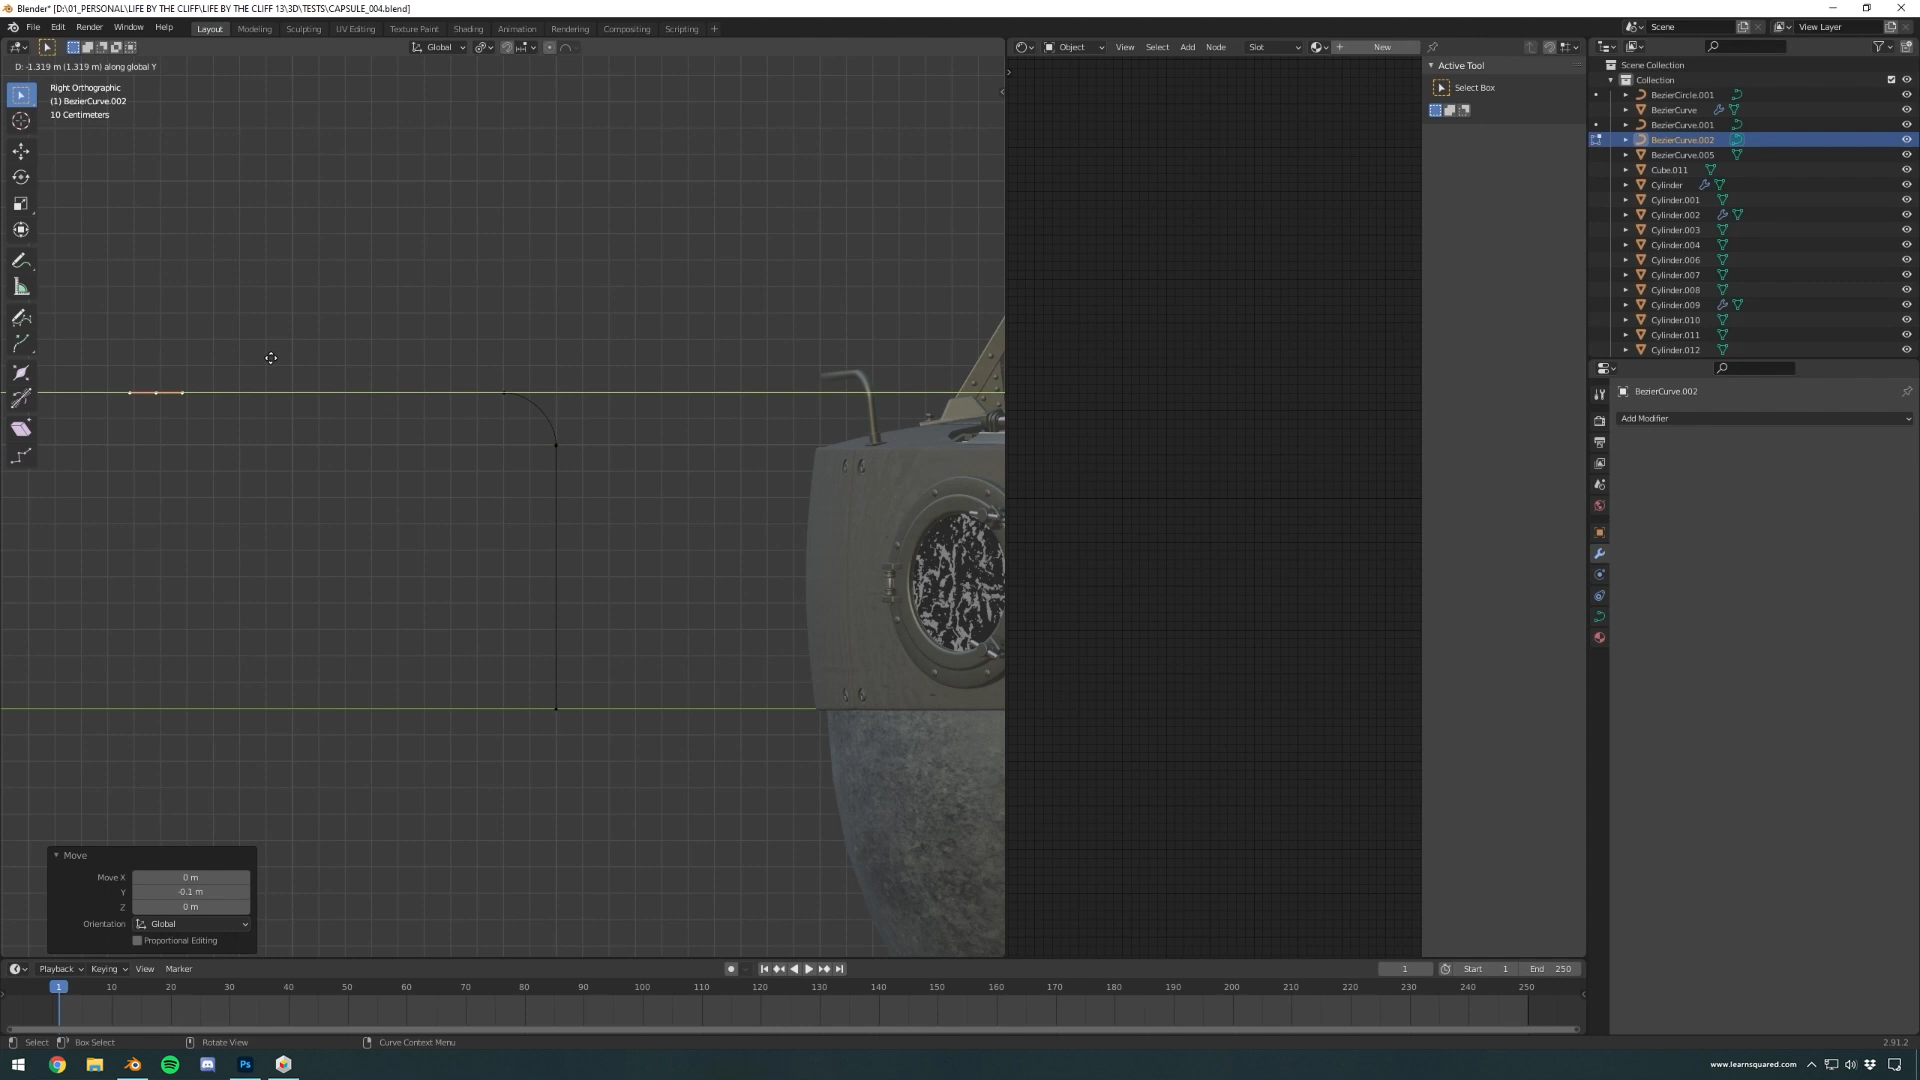 Blender* [D:\01_PERSONAL\LIFE BY THE CLIFF\LIFE BY THE CLIFF 13\3D\TESTS\CAPSULE_004.blend]
File Edit Render Window Help Layout Modeling Sculpting UV Editing Texture Paint Shading Animation Rendering Compositing Scripting + Scene View Layer
Global Object View Select Add Node Slot New
D: -1.319 m (1.319 m) along global Y
Right Orthographic
(1) BezierCurve.002
10 Centimeters
Active Tool
Select Box
Scene Collection
Collection
BezierCircle.001
BezierCurve
BezierCurve.001
BezierCurve.002
BezierCurve.005
Cube.011
Cylinder
Cylinder.001
Cylinder.002
Cylinder.003
Cylinder.004
Cylinder.006
Cylinder.007
Cylinder.008
Cylinder.009
Cylinder.010
Cylinder.011
Cylinder.012
BezierCurve.002
Add Modifier
Move
Move X 0 m
Y -0.1 m
Z 0 m
Orientation Global
Proportional Editing
Playback Keying View Marker 1 Start 1 End 250
1 10 20 30 40 50 60 70 80 90 100 110 120 130 140 150 160 170 180 190 200 210 220 230 240 250
Select Box Select Rotate View Curve Context Menu 2.91.2
Ps www.learnsquared.com